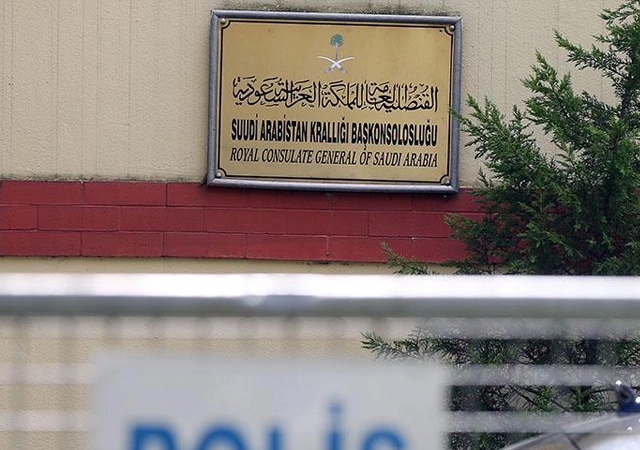 القنصلية العامة للمملكة العربية السعودية
SUUDİ ARABİSTAN KRALLIĞI BAŞKONSOLOSLUĞU
ROYAL CONSULATE GENERAL OF SAUDI ARABIA
POLİS